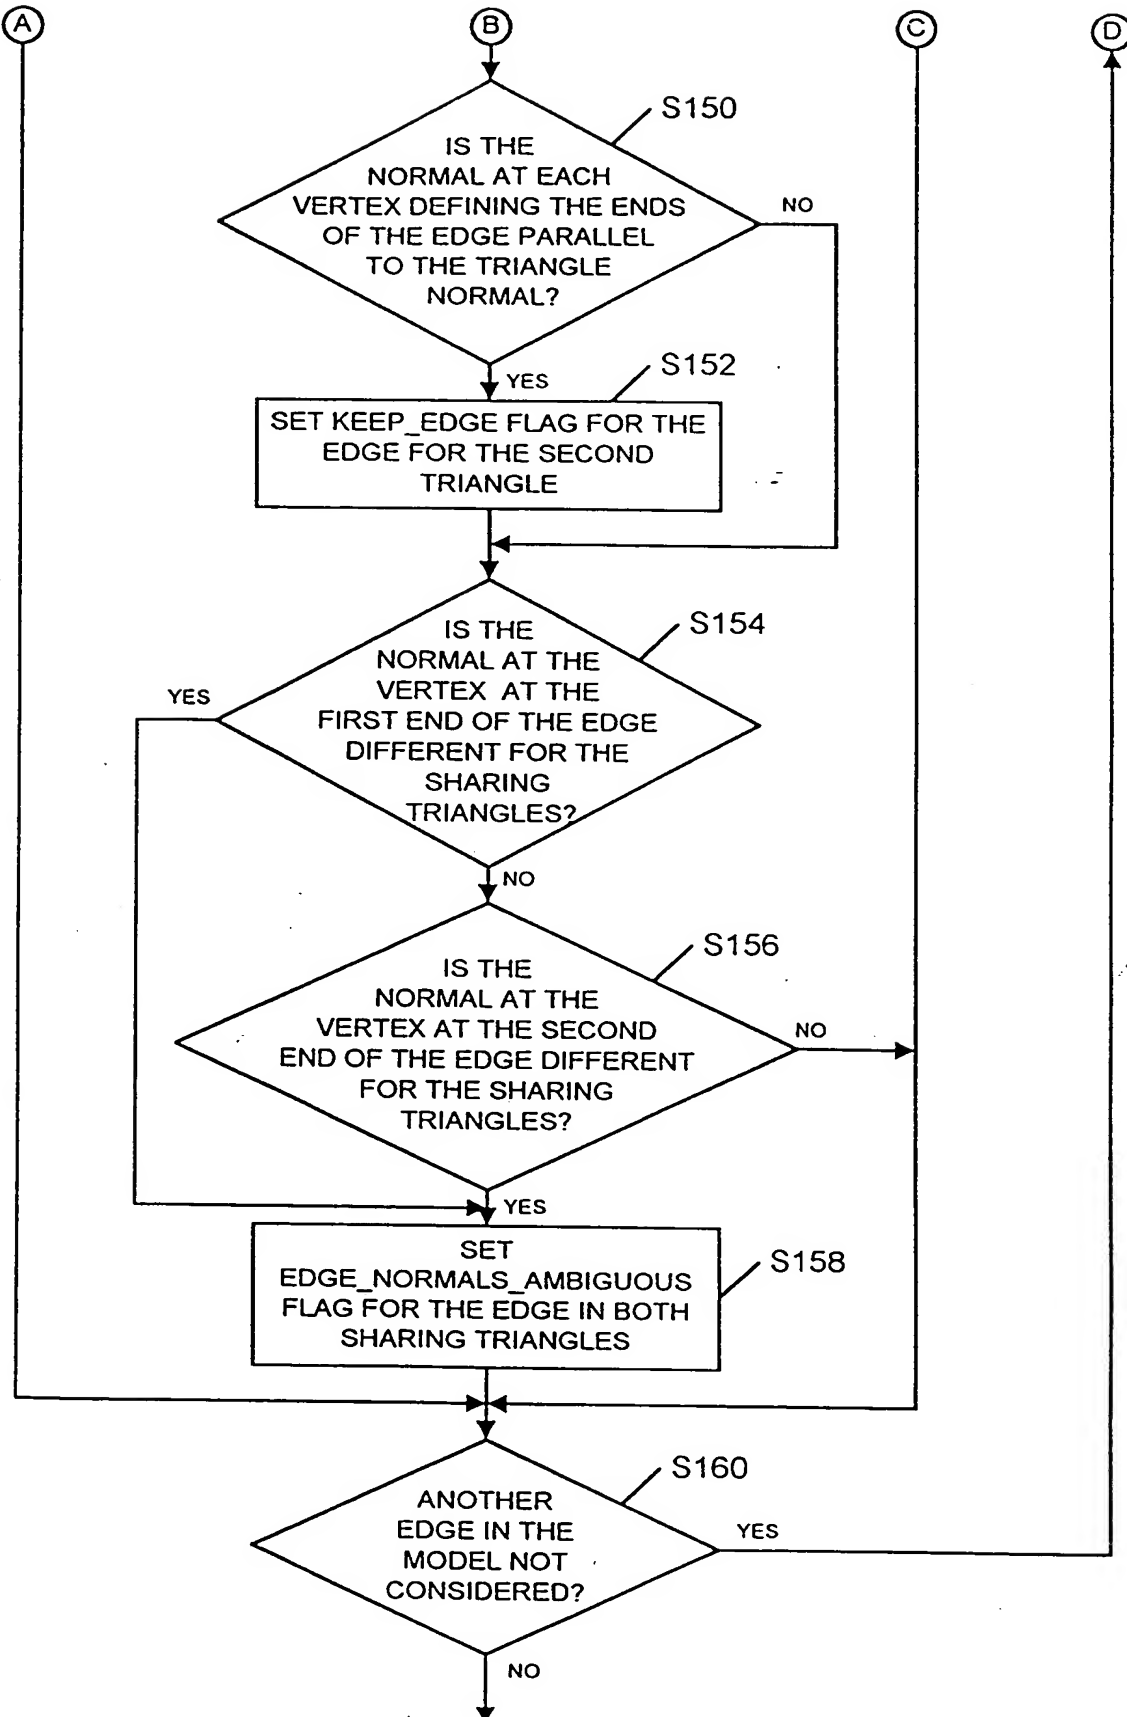 A
B
C
D
S150
IS THE
NORMAL AT EACH
VERTEX DEFINING THE ENDS
OF THE EDGE PARALLEL
TO THE TRIANGLE
NORMAL?
NO
YES
S152
SET KEEP_EDGE FLAG FOR THE
EDGE FOR THE SECOND
TRIANGLE
S154
IS THE
NORMAL AT THE
VERTEX AT THE
FIRST END OF THE EDGE
DIFFERENT FOR THE
SHARING
TRIANGLES?
YES
NO
S156
IS THE
NORMAL AT THE
VERTEX AT THE SECOND
END OF THE EDGE DIFFERENT
FOR THE SHARING
TRIANGLES?
NO
YES
S158
SET
EDGE_NORMALS_AMBIGUOUS
FLAG FOR THE EDGE IN BOTH
SHARING TRIANGLES
S160
ANOTHER
EDGE IN THE
MODEL NOT
CONSIDERED?
YES
NO